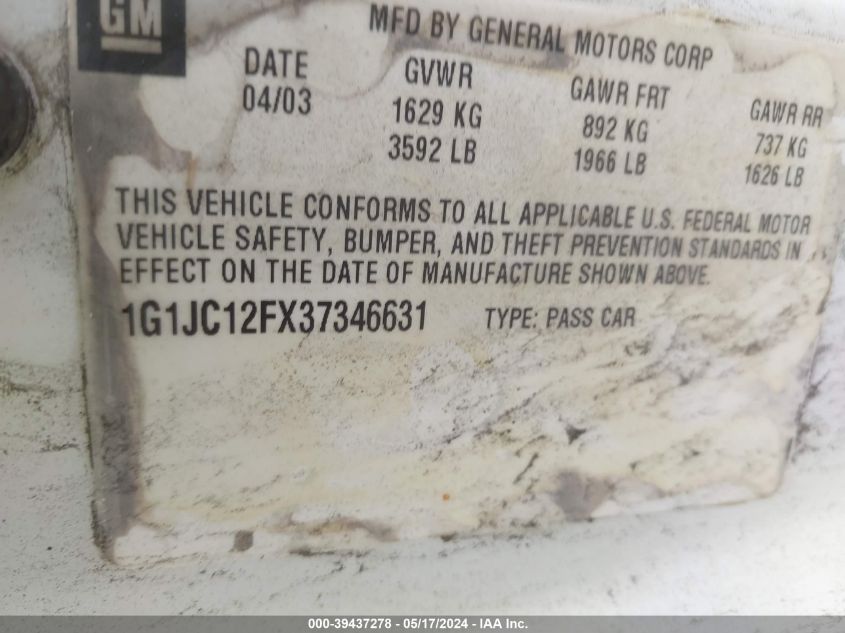 GM
MFD BY GENERAL MOTORS CORP
DATE GVWR GAWR FRT GAWR RR
04/03 1629 KG 892 KG 737 KG
3592 LB 1966 LB 1626 LB
THIS VEHICLE CONFORMS TO ALL APPLICABLE U.S. FEDERAL MOTOR
VEHICLE SAFETY, BUMPER, AND THEFT PREVENTION STANDARDS IN
EFFECT ON THE DATE OF MANUFACTURE SHOWN ABOVE.
1G1JC12FX37346631 TYPE: PASS CAR
000-39437278 - 05/17/2024 - IAA Inc.